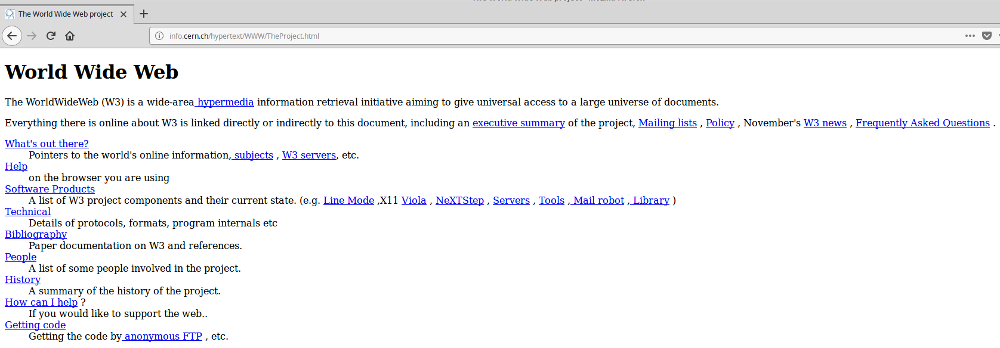 The World Wide Web project
info.cern.ch/hypertext/WWW/TheProject.html
World Wide Web
The WorldWideWeb (W3) is a wide-area hypermedia information retrieval initiative aiming to give universal access to a large universe of documents.
Everything there is online about W3 is linked directly or indirectly to this document, including an executive summary of the project, Mailing lists , Policy , November's W3 news , Frequently Asked Questions .
What's out there?
Pointers to the world's online information, subjects , W3 servers, etc.
Help
on the browser you are using
Software Products
A list of W3 project components and their current state. (e.g. Line Mode ,X11 Viola , NeXTStep , Servers , Tools , Mail robot , Library )
Technical
Details of protocols, formats, program internals etc
Bibliography
Paper documentation on W3 and references.
People
A list of some people involved in the project.
History
A summary of the history of the project.
How can I help ?
If you would like to support the web..
Getting code
Getting the code by anonymous FTP , etc.